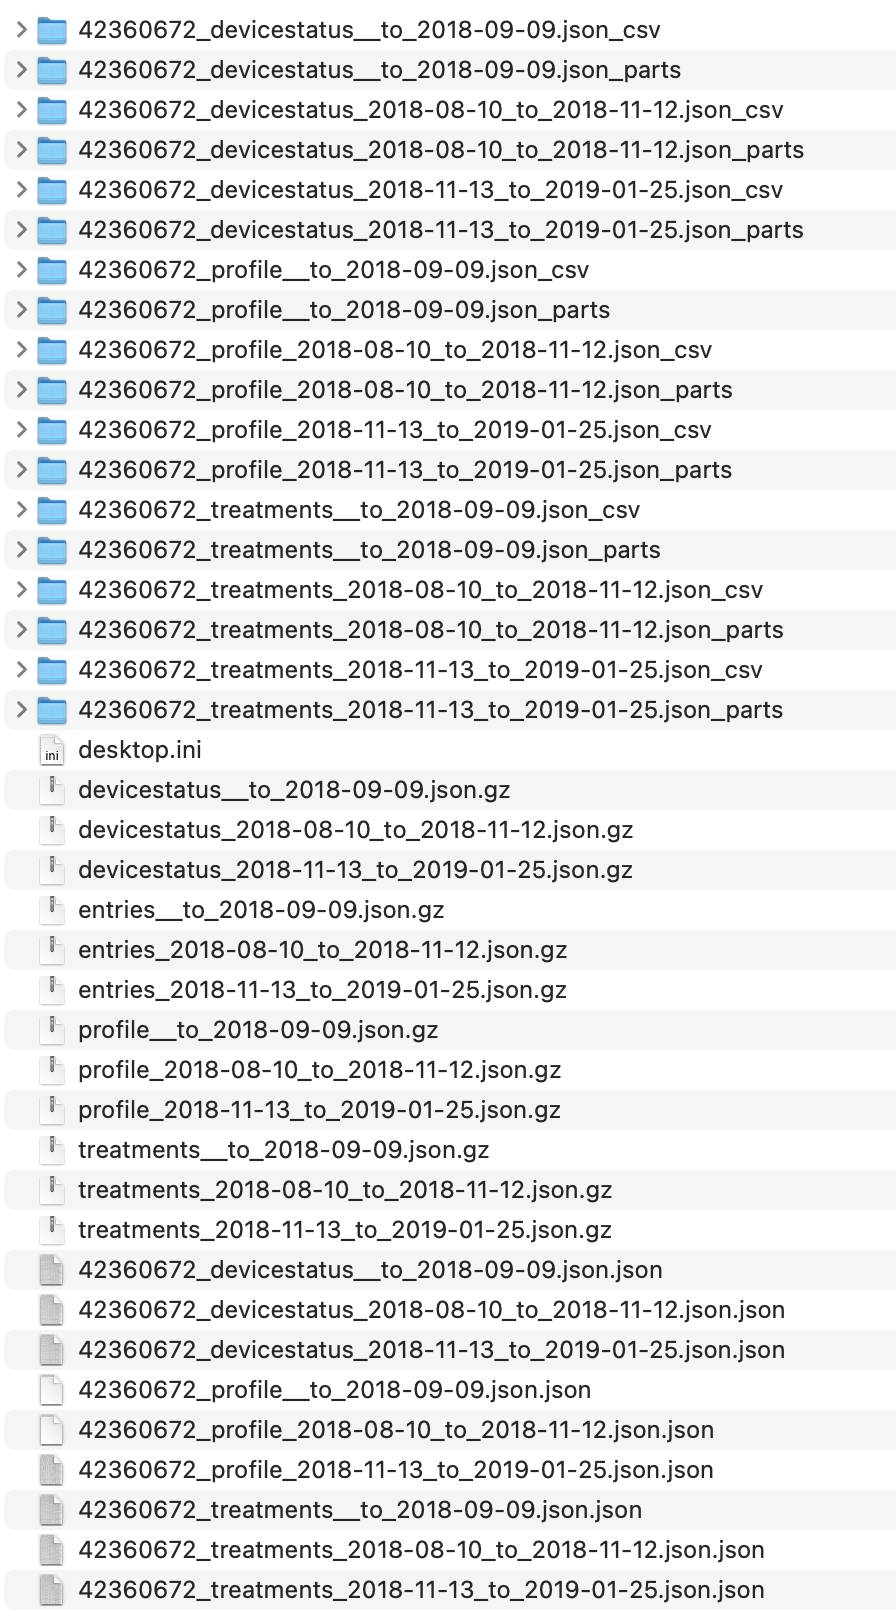 42360672_devicestatus__to_2018-09-09.json_csv
42360672_devicestatus__to_2018-09-09.json_parts
42360672_devicestatus_2018-08-10_to_2018-11-12.json_csv
42360672_devicestatus_2018-08-10_to_2018-11-12.json_parts
42360672_devicestatus_2018-11-13_to_2019-01-25.json_csv
42360672_devicestatus_2018-11-13_to_2019-01-25.json_parts
42360672_profile__to_2018-09-09.json_csv
42360672_profile__to_2018-09-09.json_parts
42360672_profile_2018-08-10_to_2018-11-12.json_csv
42360672_profile_2018-08-10_to_2018-11-12.json_parts
42360672_profile_2018-11-13_to_2019-01-25.json_csv
42360672_profile_2018-11-13_to_2019-01-25.json_parts
42360672_treatments__to_2018-09-09.json_csv
42360672_treatments__to_2018-09-09.json_parts
42360672_treatments_2018-08-10_to_2018-11-12.json_csv
42360672_treatments_2018-08-10_to_2018-11-12.json_parts
42360672_treatments_2018-11-13_to_2019-01-25.json_csv
42360672_treatments_2018-11-13_to_2019-01-25.json_parts
ini desktop.ini
devicestatus__to_2018-09-09.json.gz
devicestatus_2018-08-10_to_2018-11-12.json.gz
devicestatus_2018-11-13_to_2019-01-25.json.gz
entries__to_2018-09-09.json.gz
entries_2018-08-10_to_2018-11-12.json.gz
entries_2018-11-13_to_2019-01-25.json.gz
profile__to_2018-09-09.json.gz
profile_2018-08-10_to_2018-11-12.json.gz
profile_2018-11-13_to_2019-01-25.json.gz
treatments__to_2018-09-09.json.gz
treatments_2018-08-10_to_2018-11-12.json.gz
treatments_2018-11-13_to_2019-01-25.json.gz
42360672_devicestatus__to_2018-09-09.json.json
42360672_devicestatus_2018-08-10_to_2018-11-12.json.json
42360672_devicestatus_2018-11-13_to_2019-01-25.json.json
42360672_profile__to_2018-09-09.json.json
42360672_profile_2018-08-10_to_2018-11-12.json.json
42360672_profile_2018-11-13_to_2019-01-25.json.json
42360672_treatments__to_2018-09-09.json.json
42360672_treatments_2018-08-10_to_2018-11-12.json.json
42360672_treatments_2018-11-13_to_2019-01-25.json.json